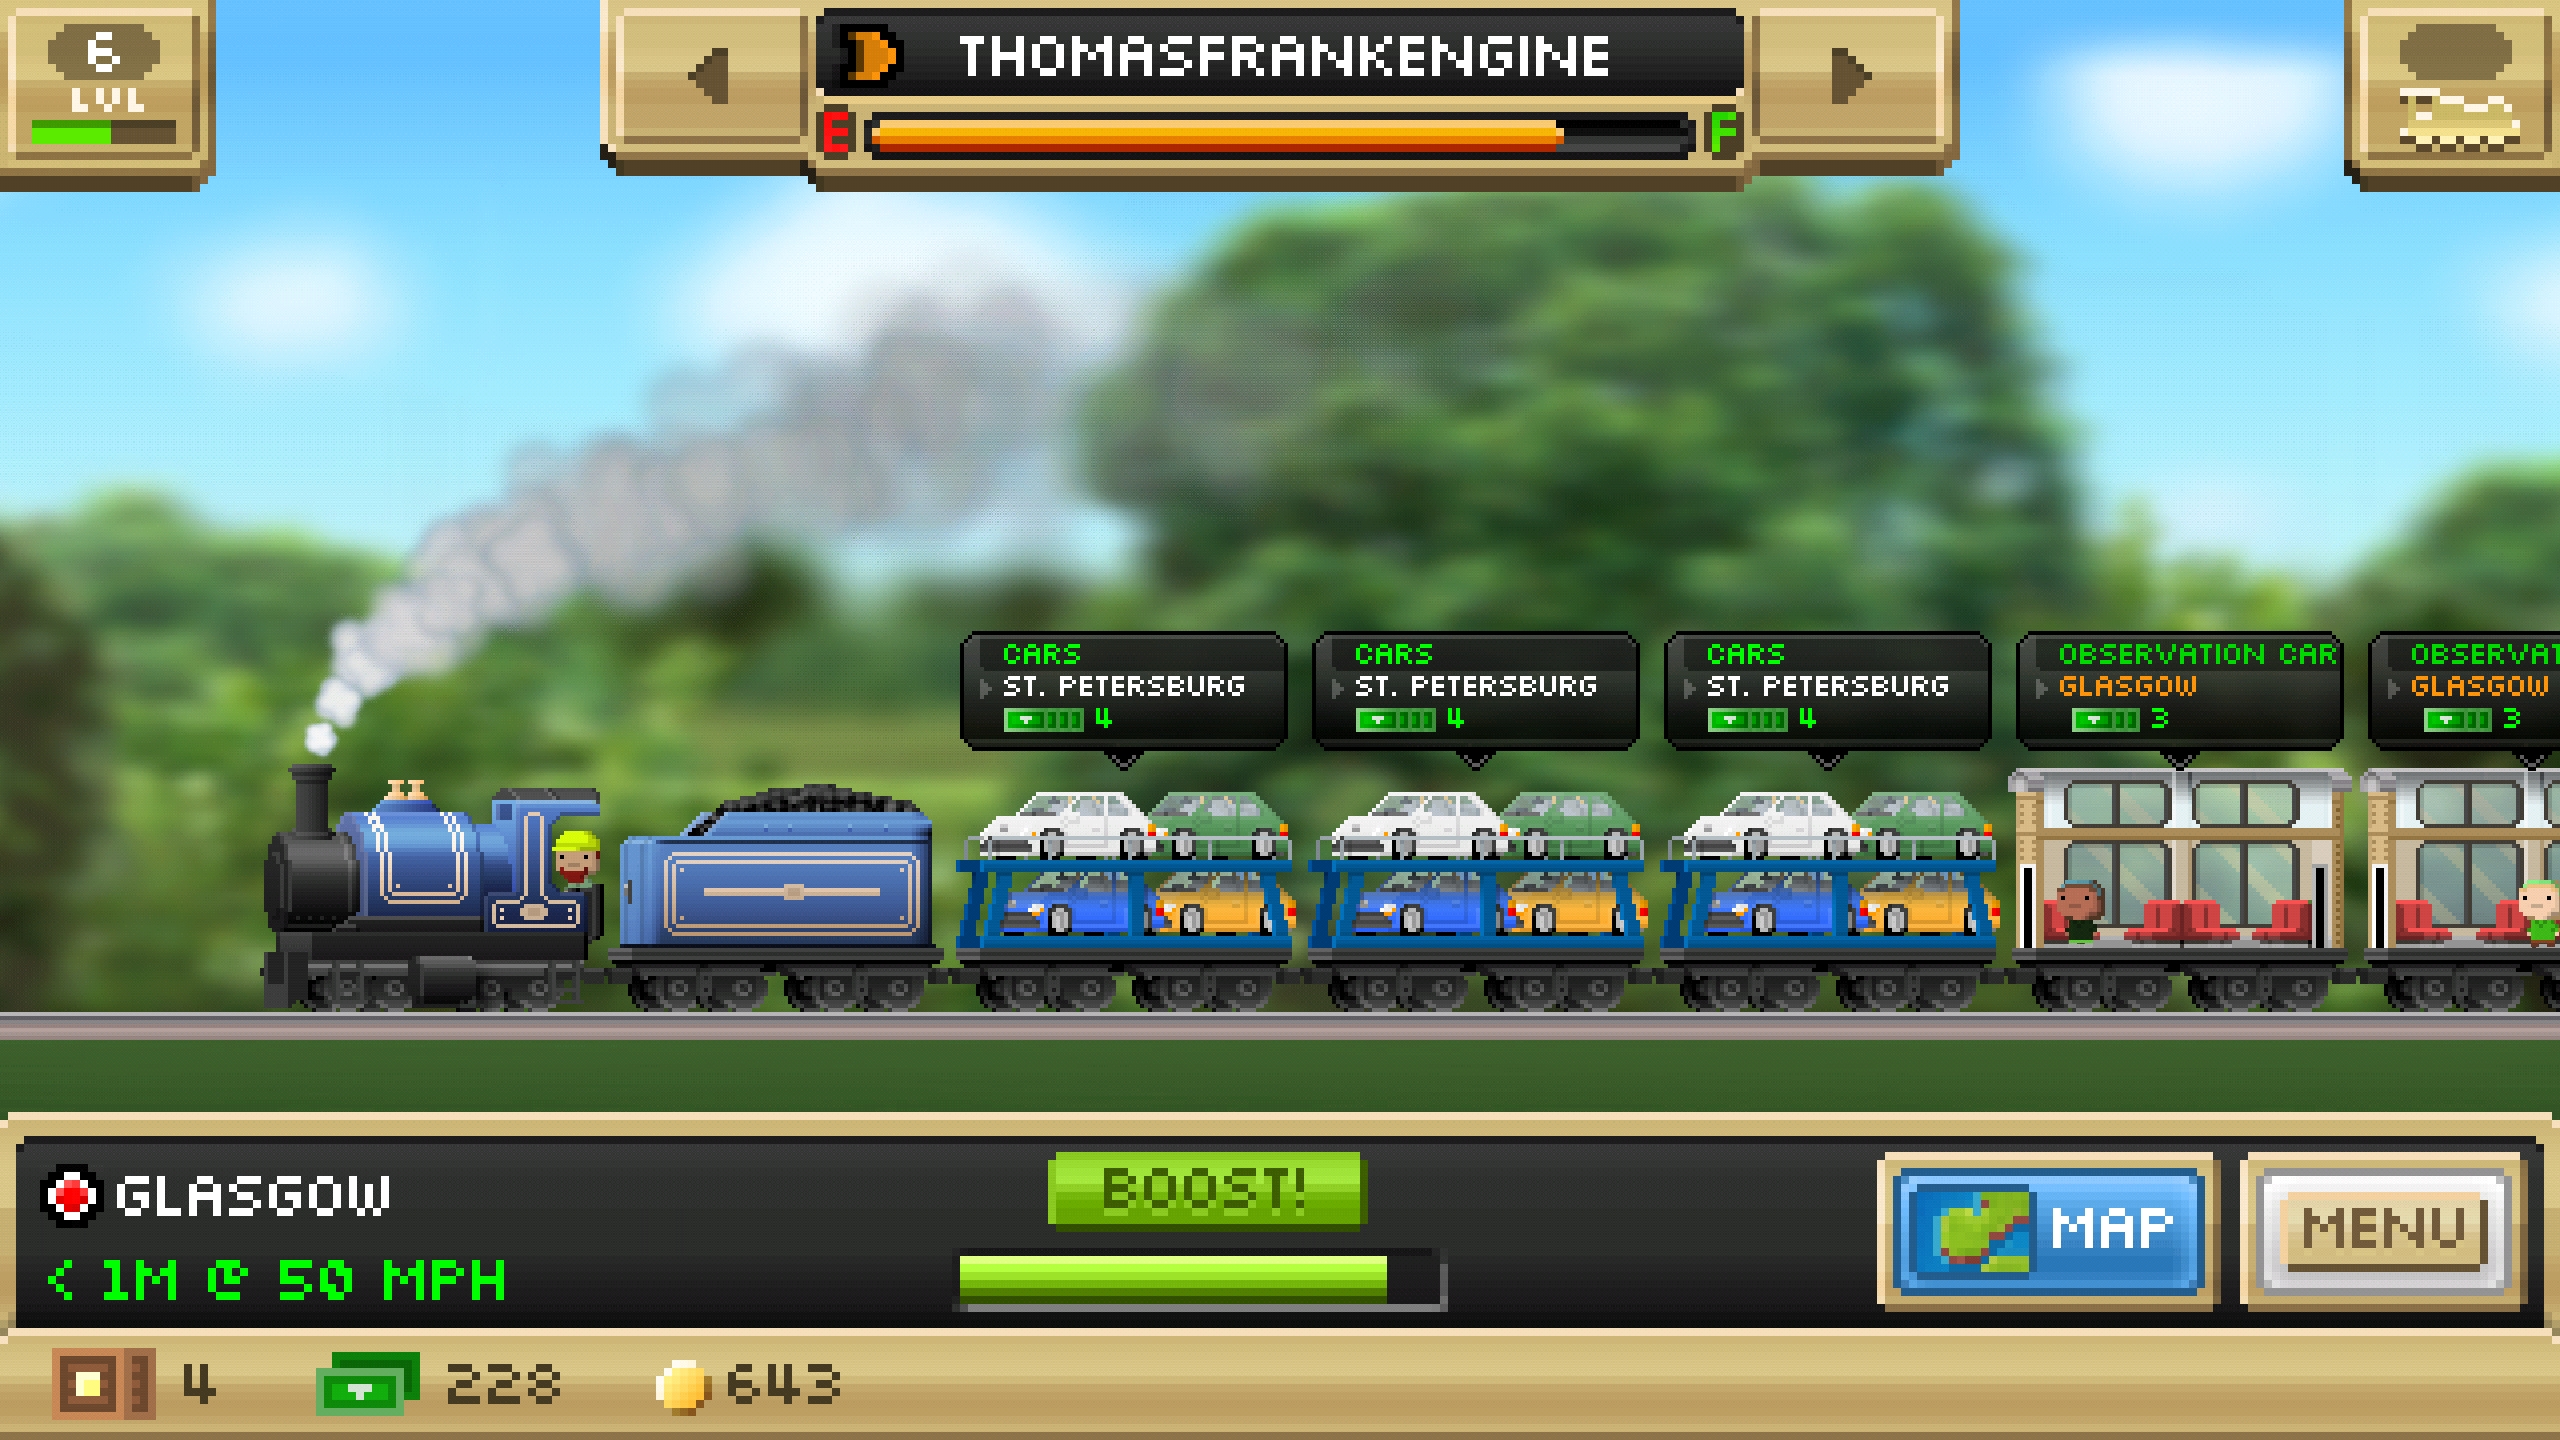 6
LVL
THOMASFRANKENGINE
E F
CARS
ST. PETERSBURG
4
CARS
ST. PETERSBURG
4
CARS
ST. PETERSBURG
4
OBSERVATION CAR
GLASGOW
3
OBSERVAT
GLASGOW
3
GLASGOW
< 1M @ 50 MPH
BOOST!
MAP
MENU
4
228
643